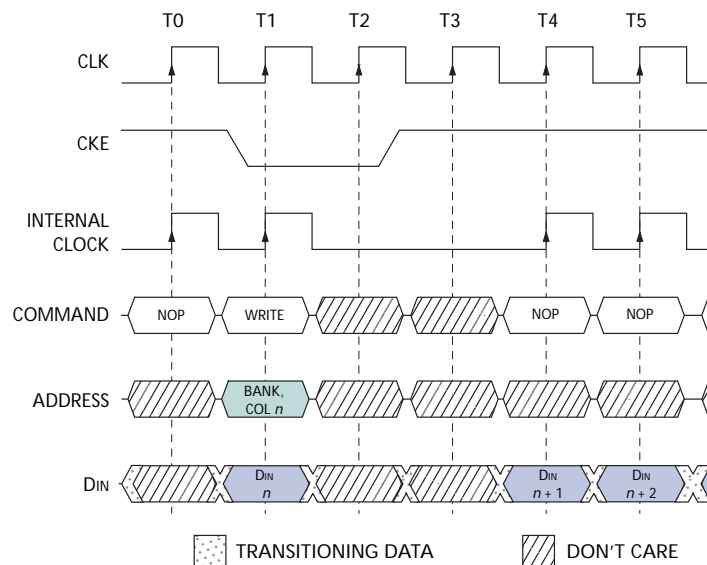 T0 T1 T2 T3 T4 T5
CLK
CKE
INTERNAL
CLOCK
COMMAND NOP WRITE NOP NOP
ADDRESS BANK,
COL n
DIN DIN
n DIN
n + 1 DIN
n + 2
TRANSITIONING DATA DON'T CARE